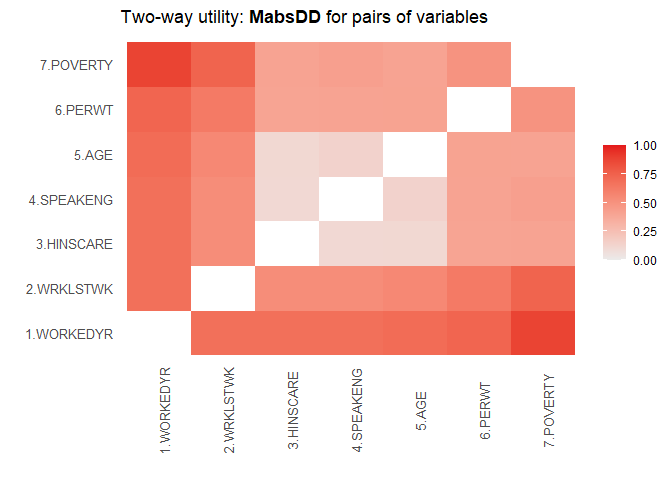 Two-way utility: MabsDD for pairs of variables
7.POVERTY
6.PERWT
5.AGE
4.SPEAKENG
3.HINSCARE
2.WRKLSTWK
1.WORKEDYR
1.WORKEDYR
2.WRKLSTWK
3.HINSCARE
4.SPEAKENG
5.AGE
6.PERWT
7.POVERTY
1.00
0.75
0.50
0.25
0.00